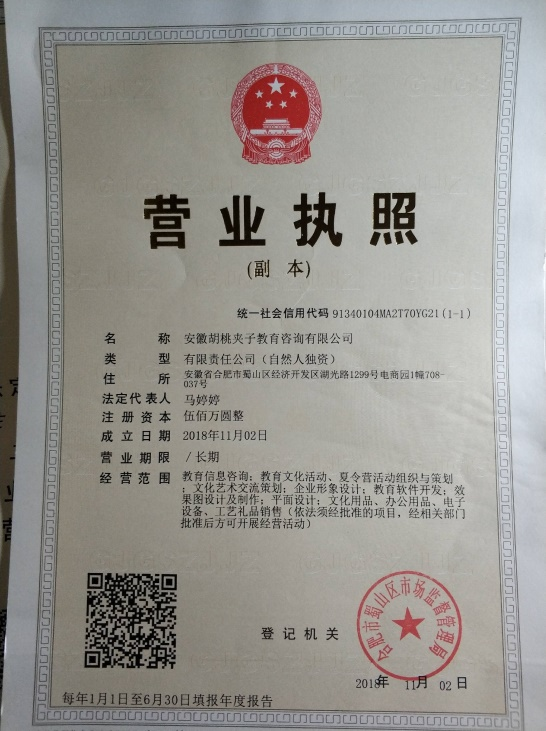 营业执照
(副 本)
统一社会信用代码 91340104MA2T70YG21(1-1)
名 称 安徽胡桃夹子教育咨询有限公司
类 型 有限责任公司（自然人独资）
住 所 安徽省合肥市蜀山区经济开发区湖光路1299号电商园1幢708-
037号
法定代表人 马婷婷
注册资本 伍佰万圆整
成立日期 2018年11月02日
营业期限 / 长期
经营范围 教育信息咨询；教育文化活动、夏令营活动组织与策划
；文化艺术交流策划；企业形象设计；教育软件开发；效
果图设计及制作；平面设计；文化用品、办公用品、电子
设备、工艺礼品销售（依法须经批准的项目，经相关部门
批准后方可开展经营活动）
登记机关
合肥市蜀山区市场监督管理局
2018年 11月 02日
每年1月1日至6月30日填报年度报告